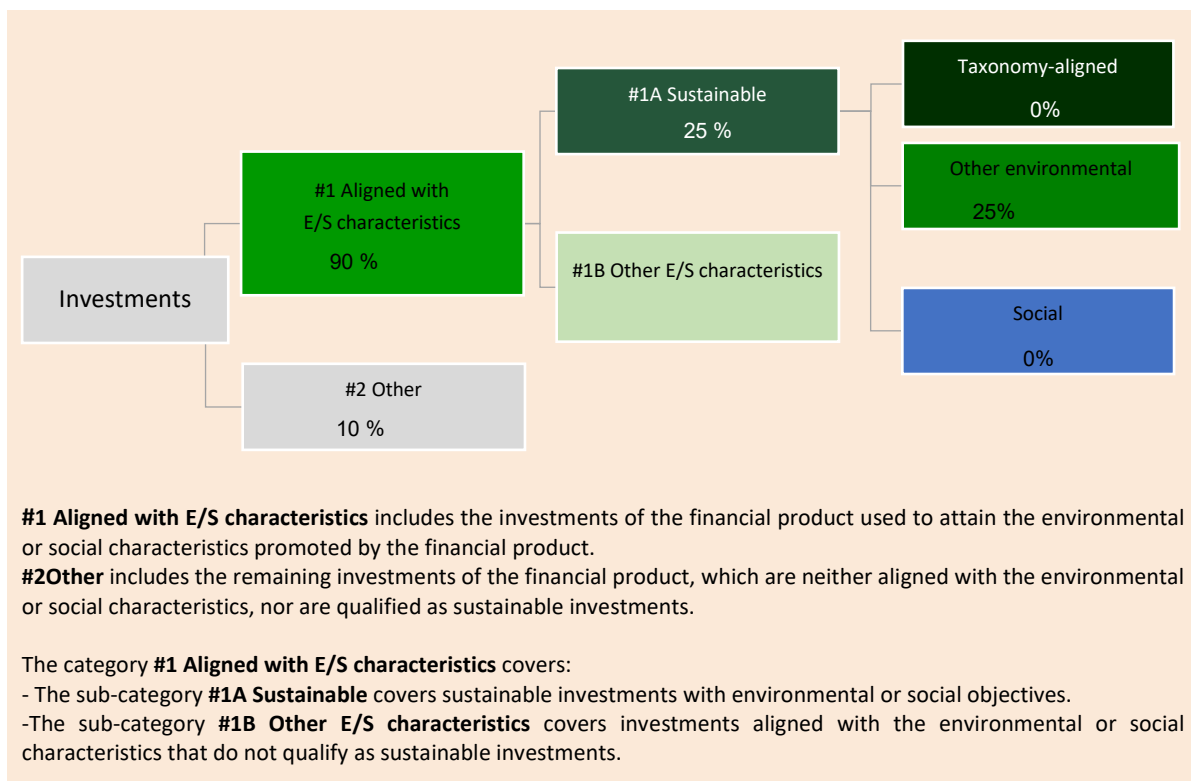 Investments
#1 Aligned with
E/S characteristics
90 %
#2 Other
10 %
#1A Sustainable
25 %
#1B Other E/S characteristics
Taxonomy-aligned
0%
Other environmental
25%
Social
0%
#1 Aligned with E/S characteristics includes the investments of the financial product used to attain the environmental
or social characteristics promoted by the financial product.
#2Other includes the remaining investments of the financial product, which are neither aligned with the environmental
or social characteristics, nor are qualified as sustainable investments.
The category #1 Aligned with E/S characteristics covers:
- The sub-category #1A Sustainable covers sustainable investments with environmental or social objectives.
-The sub-category #1B Other E/S characteristics covers investments aligned with the environmental or social
characteristics that do not qualify as sustainable investments.